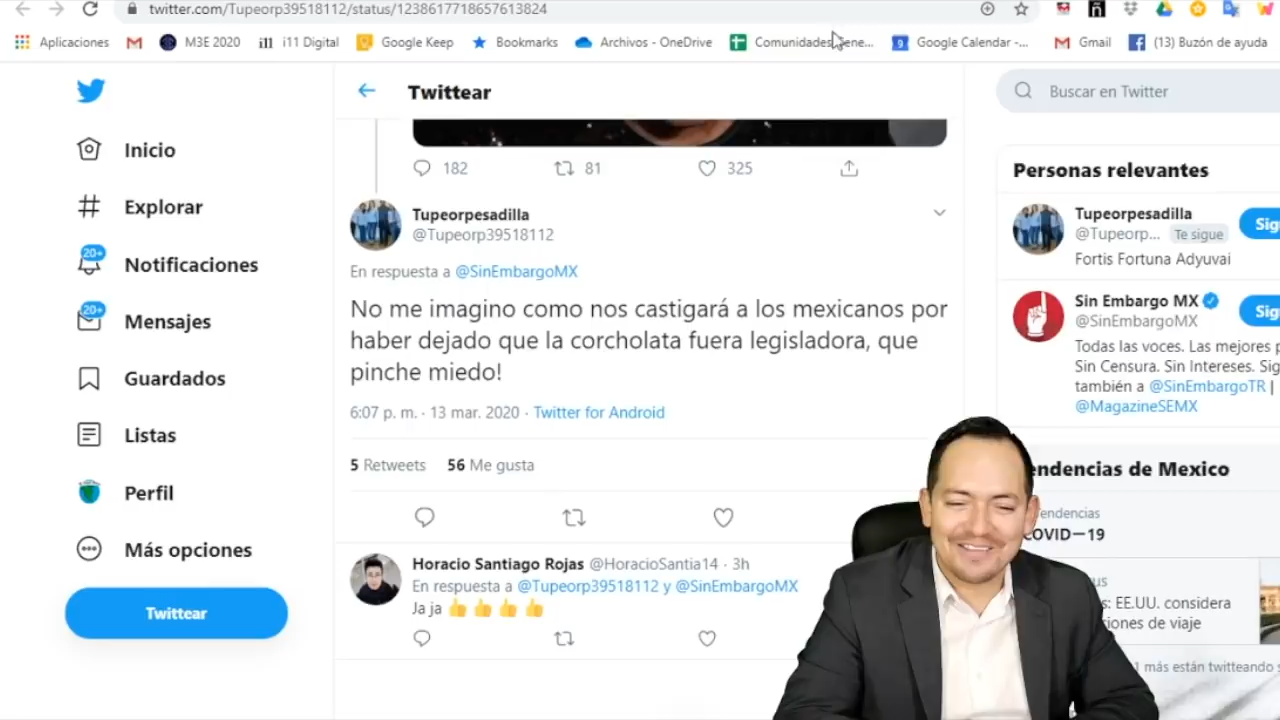 twitter.com/Tupeorp39518112/status/1238617718657613824
Aplicaciones
M3E 2020
i11 Digital
Google Keep
Bookmarks
Archivos - OneDrive
Comunidades
Google Calendar -...
Gmail
(13) Buzón de ayuda
Twittear
Buscar en Twitter
Inicio
Explorar
20+
Notificaciones
20+
Mensajes
Guardados
Listas
Perfil
Más opciones
Twittear
182
81
325
Tupeorpesadilla
@Tupeorp39518112
En respuesta a @SinEmbargoMX
No me imagino como nos castigará a los mexicanos por
haber dejado que la corcholata fuera legisladora, que
pinche miedo!
6:07 p. m. · 13 mar. 2020 · Twitter for Android
5 Retweets 56 Me gusta
Horacio Santiago Rojas @HoracioSantia14 · 3h
En respuesta a @Tupeorp39518112 y @SinEmbargoMX
Ja ja 👍 👍 👍 👍
Personas relevantes
Tupeorpesadilla
@Tupeorp... Te sigue
Sig
Fortis Fortuna Adyuvai
Sin Embargo MX
@SinEmbargoMX
Sig
Todas las voces. Las mejores p
Sin Censura. Sin Intereses. Sig
también a @SinEmbargoTR |
@MagazineSEMX
endencias de Mexico
endencias
COVID—19
us
s: EE.UU. considera
iones de viaje
1 más están twitteando s